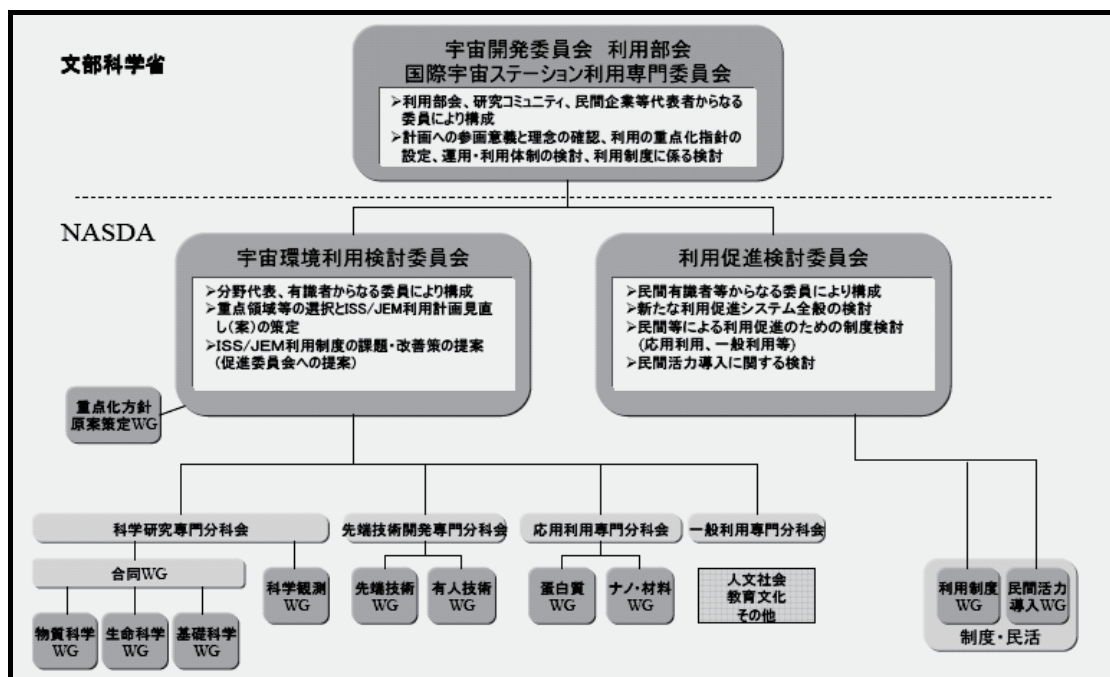 文部科学省
宇宙開発委員会 利用部会
国際宇宙ステーション利用専門委員会
➢利用部会、研究コミュニティ、民間企業等代表者からなる
委員により構成
➢計画への参画意義と理念の確認、利用の重点化指針の
設定、運用・利用体制の検討、利用制度に係る検討
NASDA
宇宙環境利用検討委員会
➢分野代表、有識者からなる委員により構成
➢重点領域等の選択とISS/JEM利用計画見直
し(案)の策定
➢ISS/JEM利用制度の課題・改善策の提案
(促進委員会への提案)
利用促進検討委員会
➢民間有識者等からなる委員により構成
➢新たな利用促進システム全般の検討
➢民間等による利用促進のための制度検討
(応用利用、一般利用等)
➢民間活力導入に関する検討
重点化方針
原案策定WG
科学研究専門分科会
先端技術開発専門分科会
応用利用専門分科会
一般利用専門分科会
合同WG
科学観測
WG
先端技術
WG
有人技術
WG
蛋白質
WG
ナノ・材料
WG
人文社会
教育文化
その他
利用制度
WG
民間活力
導入WG
制度・民活
物質科学
WG
生命科学
WG
基礎科学
WG